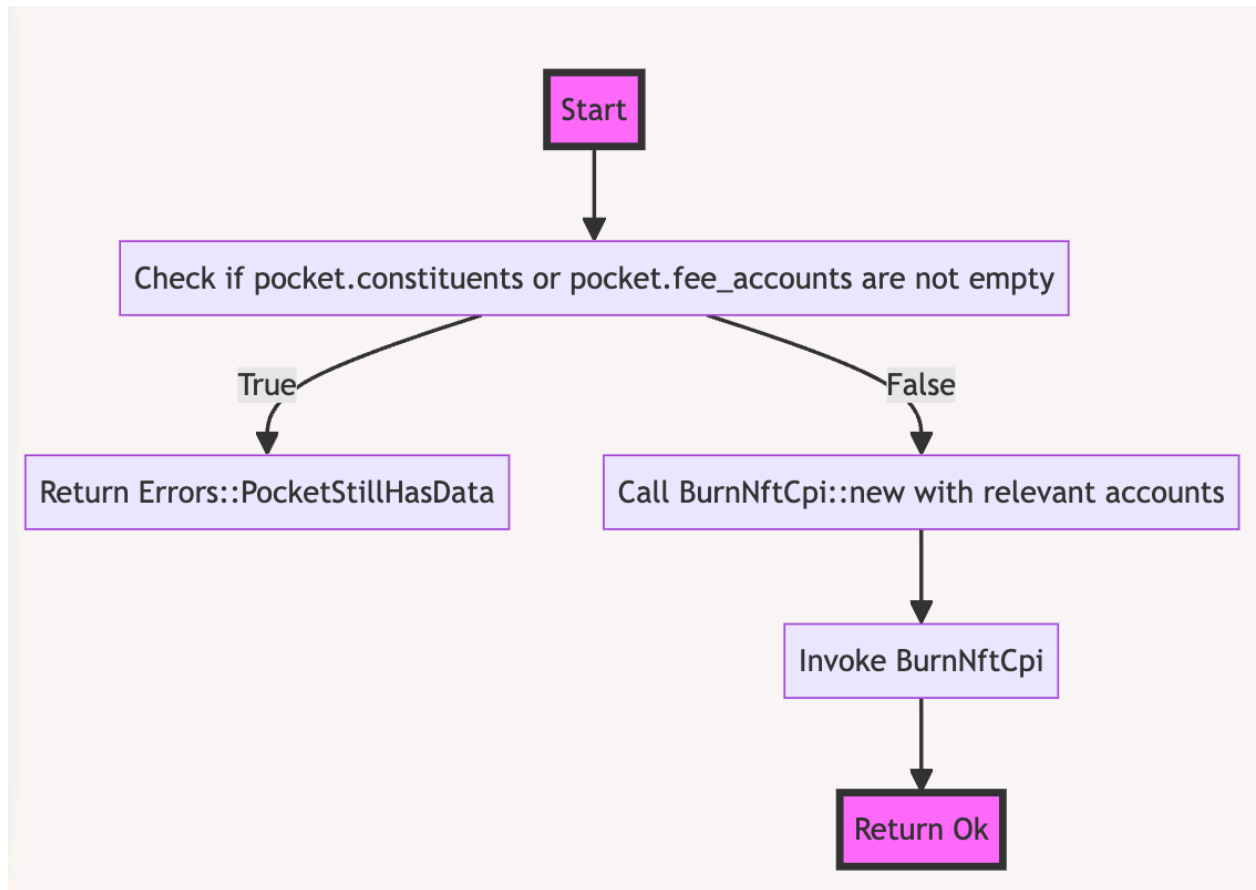 Start
Check if pocket.constituents or pocket.fee_accounts are not empty
True
False
Return Errors::PocketStillHasData
Call BurnNftCpi::new with relevant accounts
Invoke BurnNftCpi
Return Ok